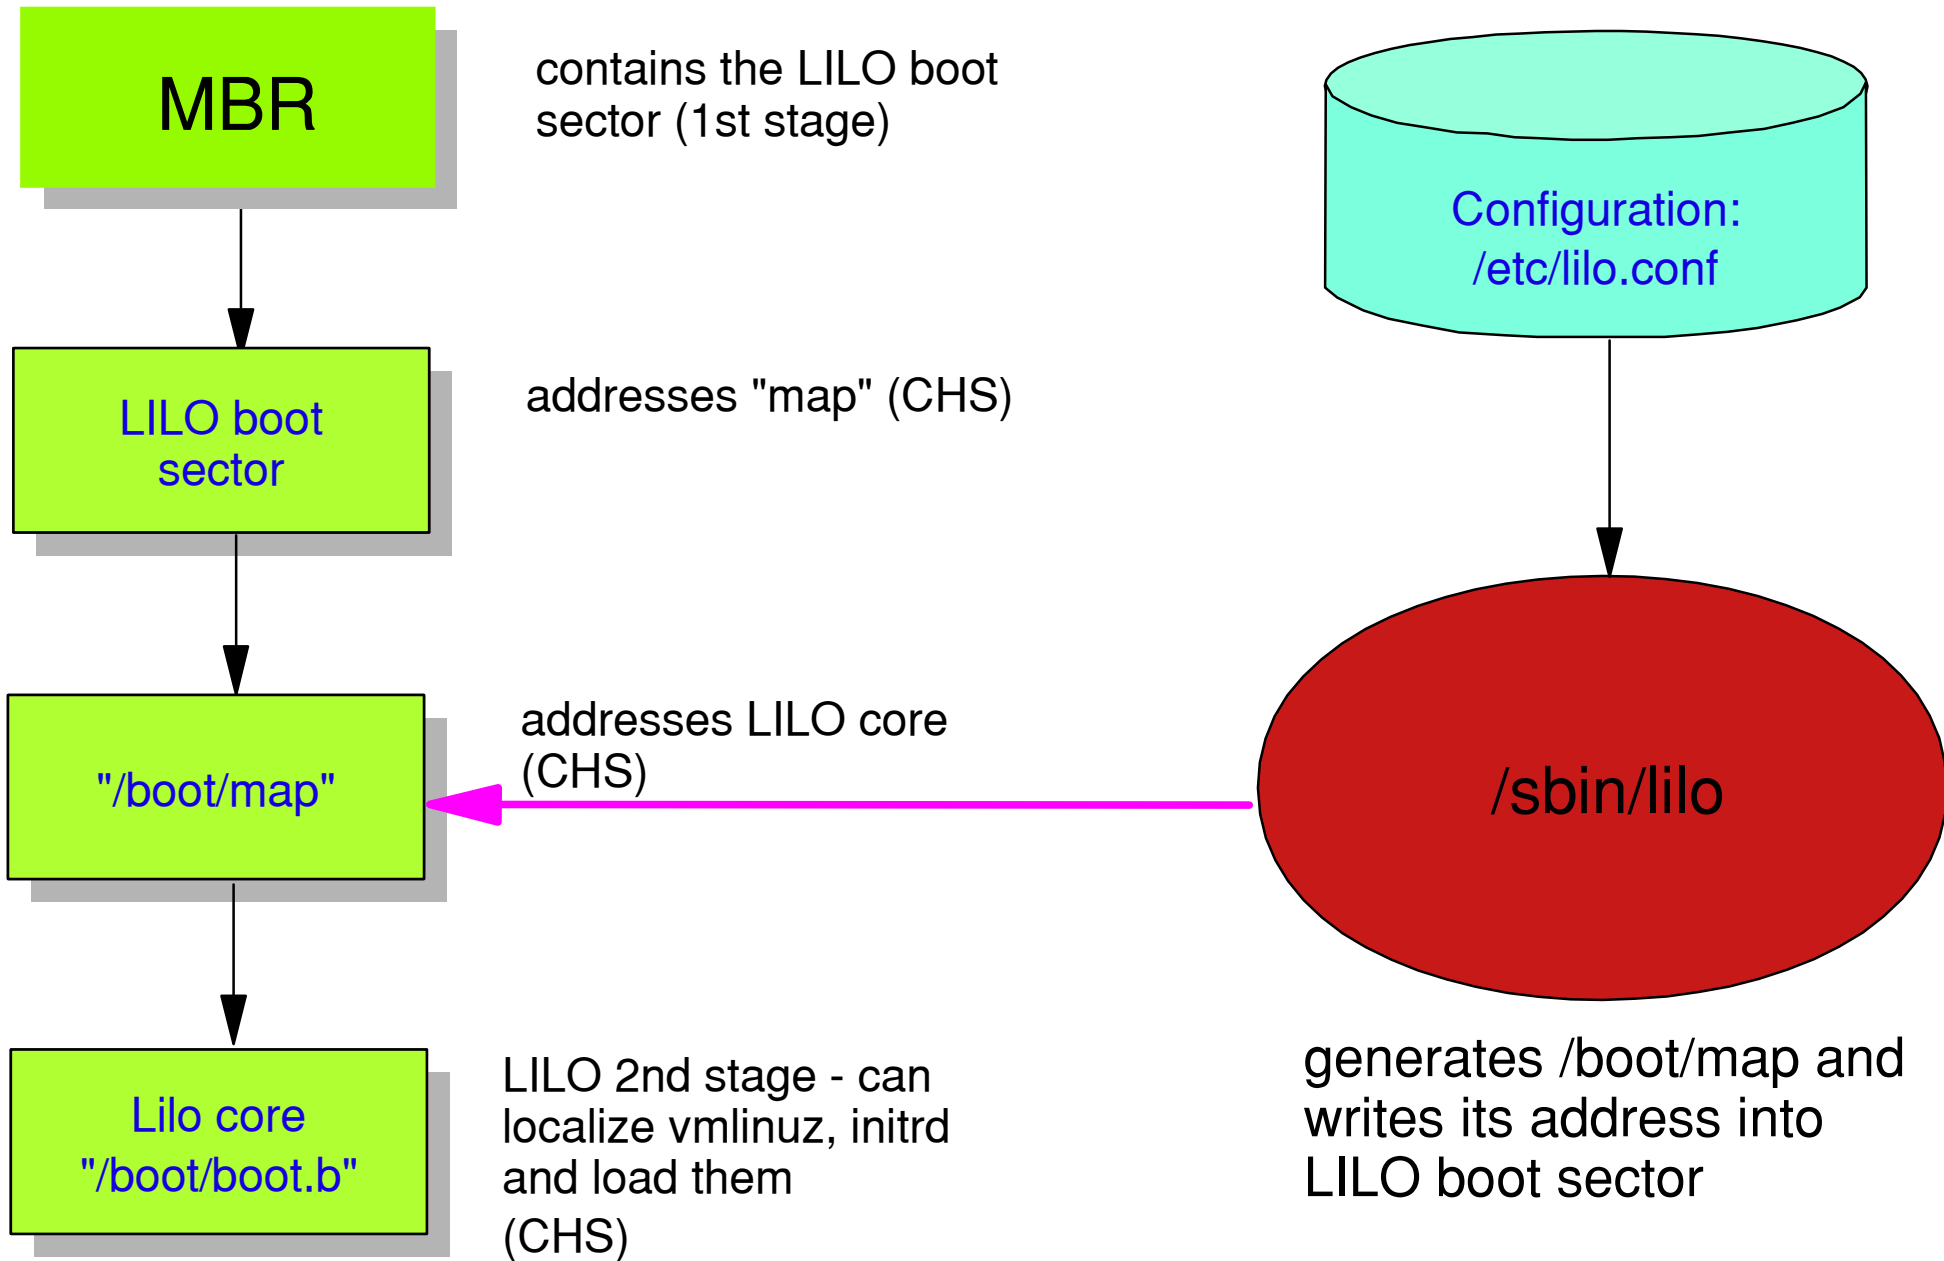 MBR
contains the LILO boot
sector (1st stage)
Configuration:
/etc/lilo.conf
LILO boot
sector
addresses "map" (CHS)
"/boot/map"
addresses LILO core
(CHS)
/sbin/lilo
Lilo core
"/boot/boot.b"
LILO 2nd stage - can
localize vmlinuz, initrd
and load them
(CHS)
generates /boot/map and
writes its address into
LILO boot sector